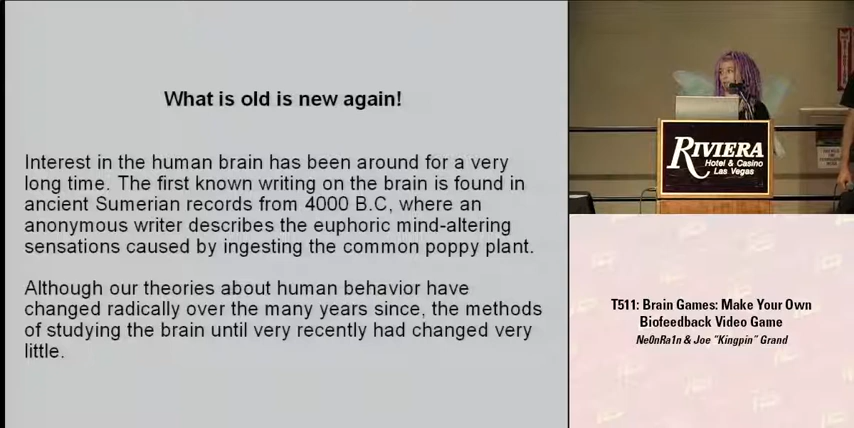 What is old is new again!
Interest in the human brain has been around for a very
long time. The first known writing on the brain is found in
ancient Sumerian records from 4000 B.C, where an
anonymous writer describes the euphoric mind-altering
sensations caused by ingesting the common poppy plant.
Although our theories about human behavior have
changed radically over the many years since, the methods
of studying the brain until very recently had changed very
little.
RIVIERA
Hotel & Casino
Las Vegas
T511: Brain Games: Make Your Own
Biofeedback Video Game
Ne0nRa1n & Joe "Kingpin" Grand